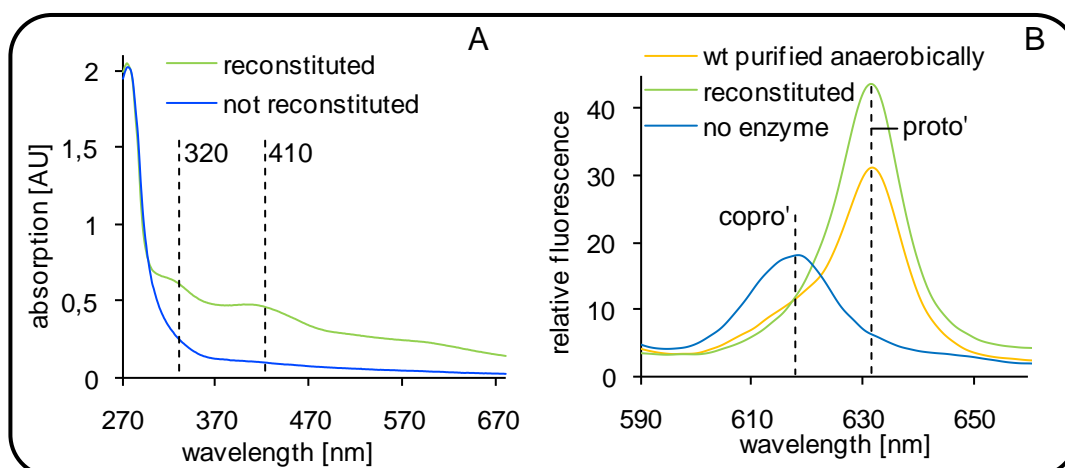 A
reconstituted
not reconstituted
320
410
2
1,5
1
0,5
0
absorption [AU]
270
370
470
570
670
wavelength [nm]
B
wt purified anaerobically
reconstituted
no enzyme
proto'
copro'
40
30
20
10
0
relative fluorescence
590
610
630
650
wavelength [nm]